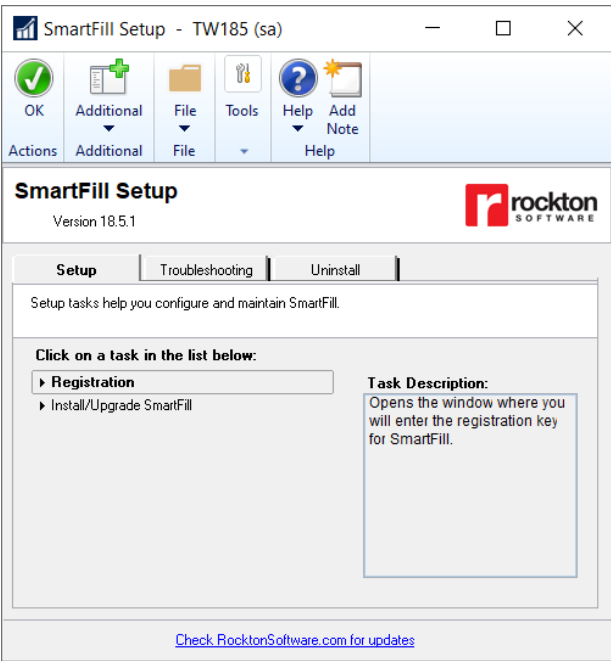 SmartFill Setup - TW185 (sa)
OK
Additional
File
Tools
Help
Add Note
Actions
Additional
File
Help
SmartFill Setup
Version 18.5.1
rockton
SOFTWARE
Setup
Troubleshooting
Uninstall
Setup tasks help you configure and maintain SmartFill.
Click on a task in the list below:
Registration
Install/Upgrade SmartFill
Task Description:
Opens the window where you
will enter the registration key
for SmartFill.
Check RocktonSoftware.com for updates